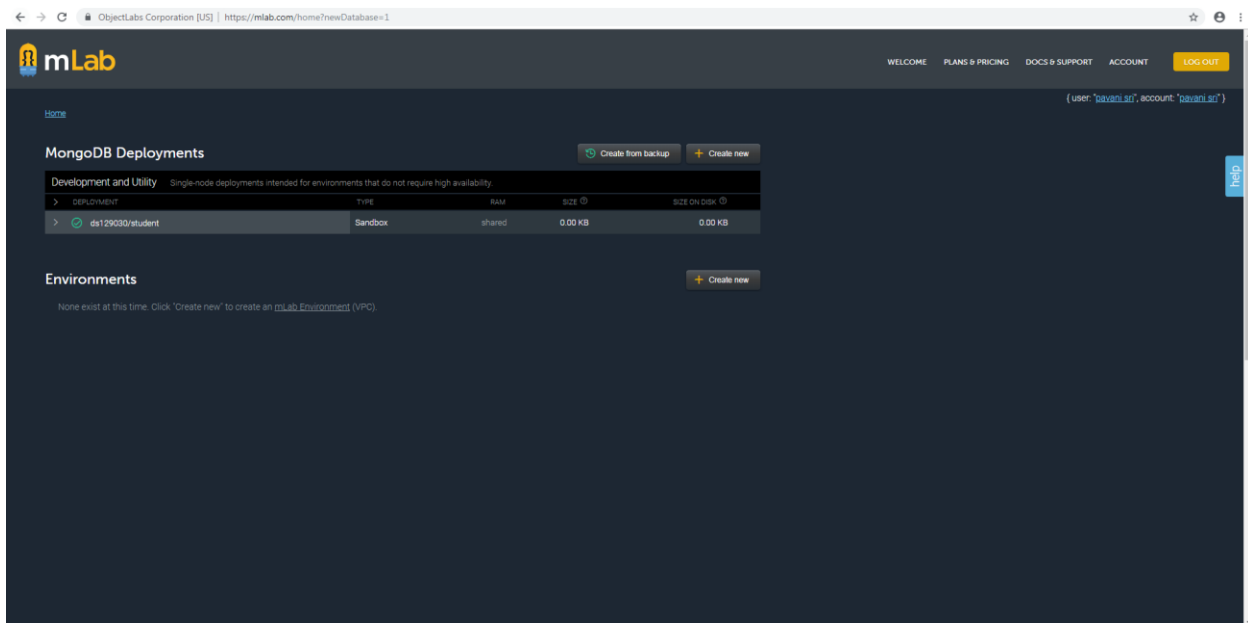 ObjectLabs Corporation [US] | https://mlab.com/home?newDatabase=1
mLab
WELCOME PLANS & PRICING DOCS & SUPPORT ACCOUNT LOG OUT
{ user: "pavani sri", account: "pavani sri" }
Home
help
MongoDB Deployments
Create from backup
+ Create new
Development and Utility Single-node deployments intended for environments that do not require high availability.
> DEPLOYMENT TYPE RAM SIZE ? SIZE ON DISK ?
> ds129030/student Sandbox shared 0.00 KB 0.00 KB
Environments
+ Create new
None exist at this time. Click "Create new" to create an mLab Environment (VPC).